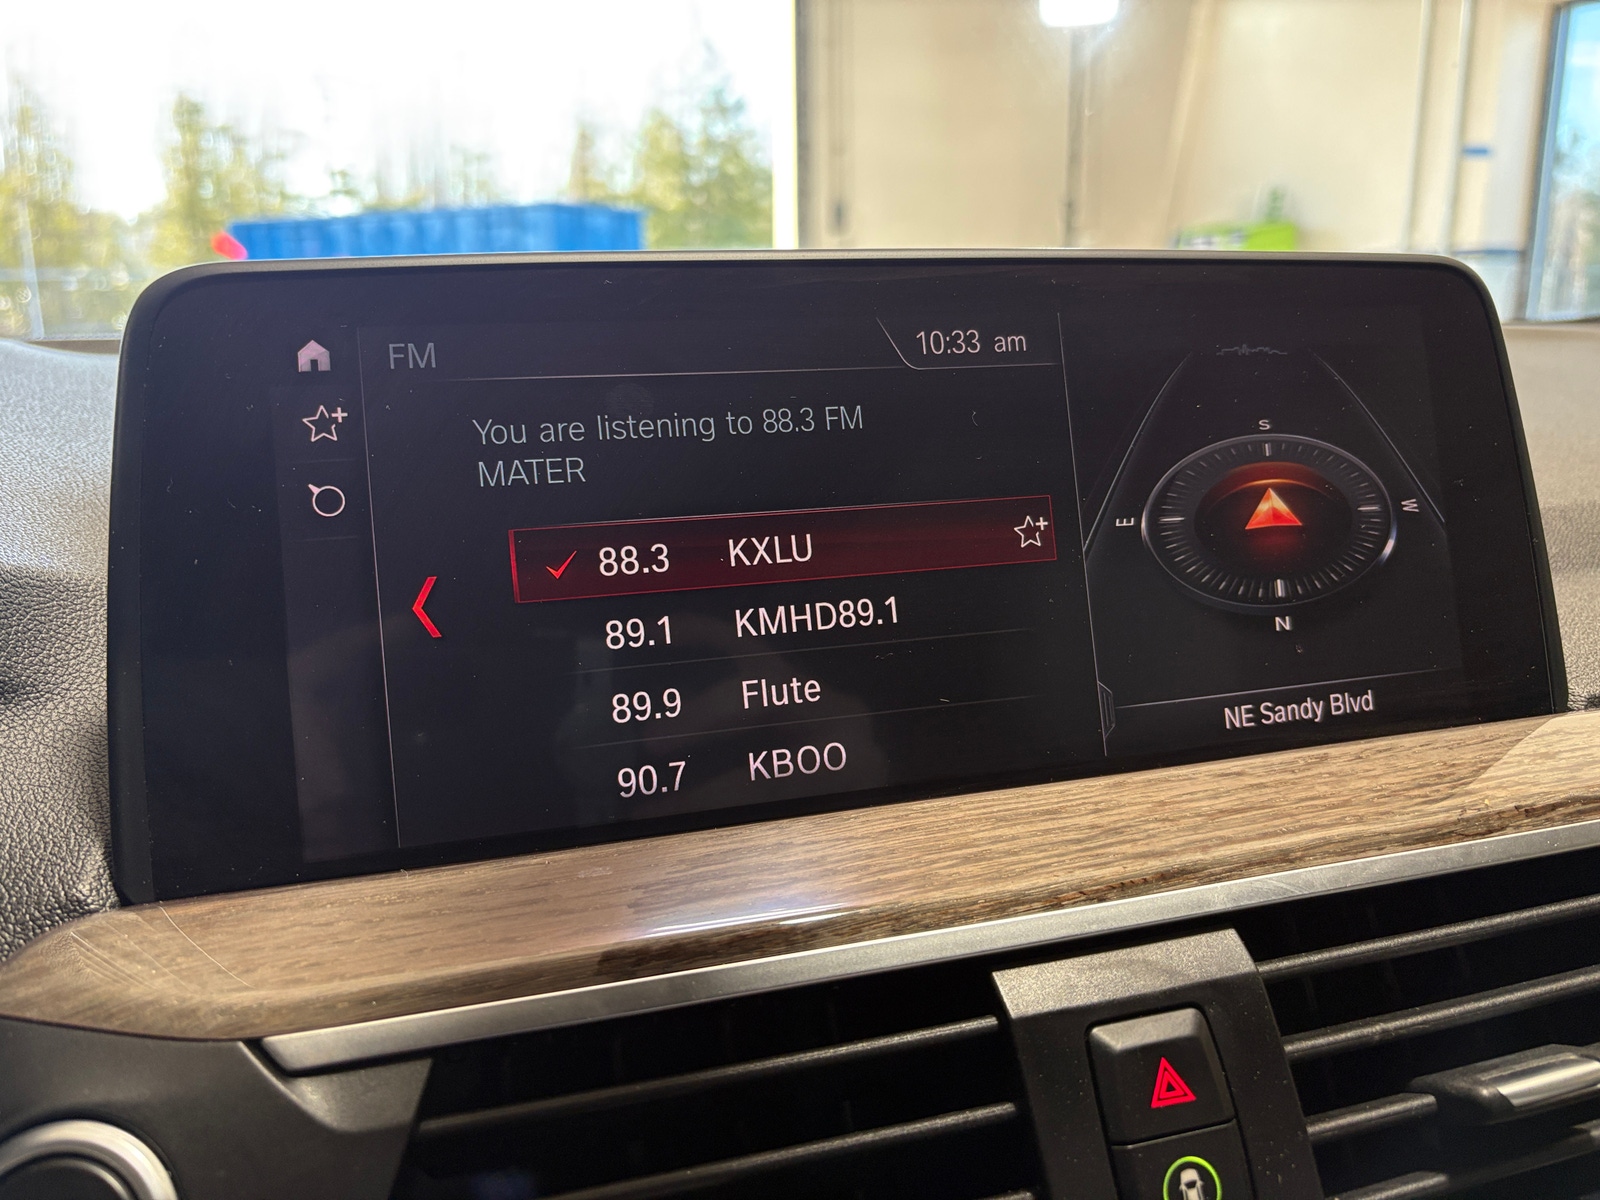 FM
10:33 am
You are listening to 88.3 FM
MATER
88.3 KXLU
89.1 KMHD89.1
89.9 Flute
90.7 KBOO
S
E
W
N
NE Sandy Blvd